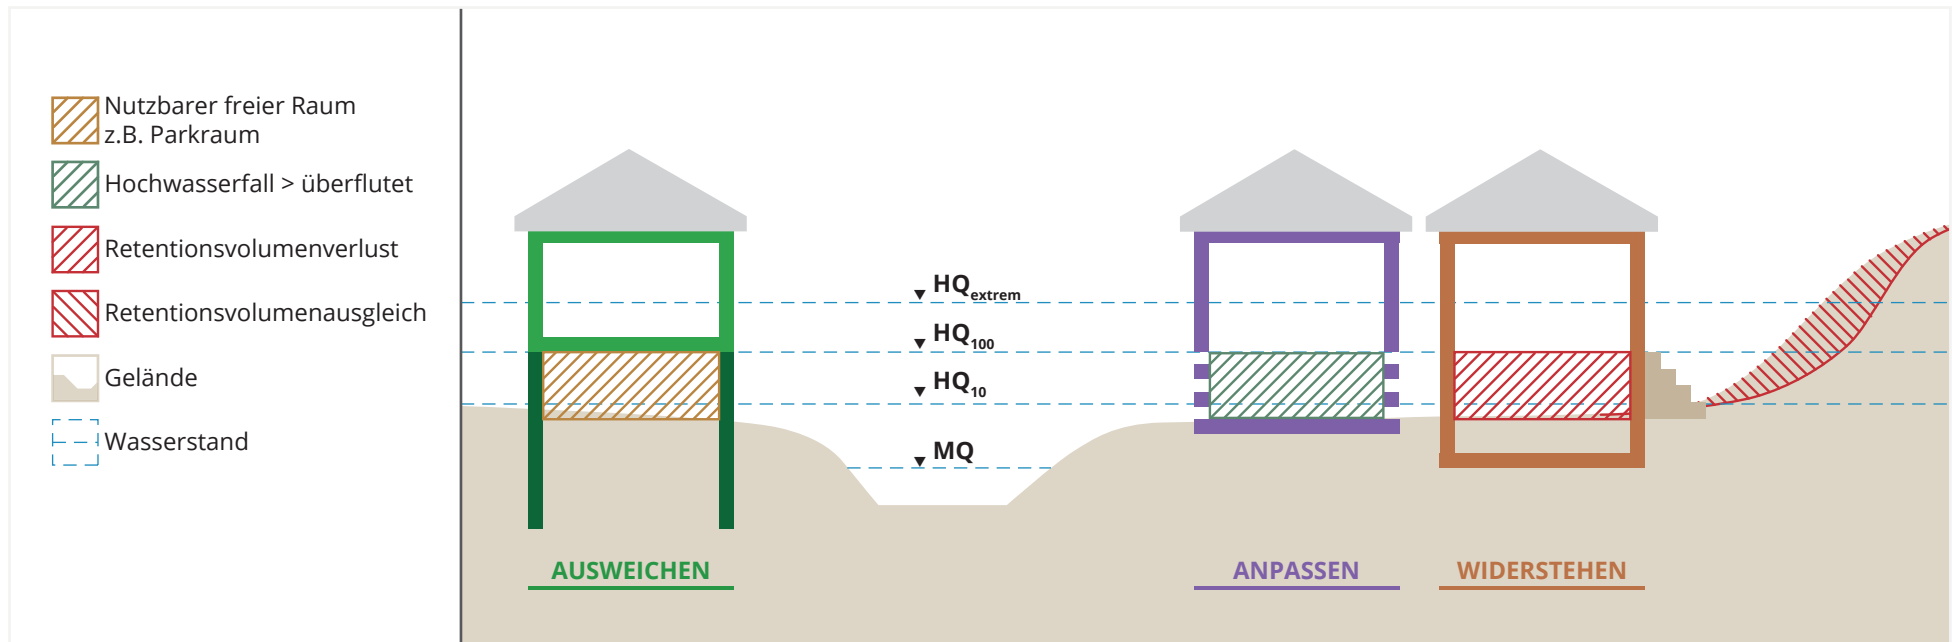 Nutzbarer freier Raum
z.B. Parkraum
Hochwasserfall > überflutet
Retentionsvolumenverlust
Retentionsvolumenausgleich
Gelände
Wasserstand
HQextrem
HQ100
HQ10
MQ
AUSWEICHEN
ANPASSEN
WIDERSTEHEN